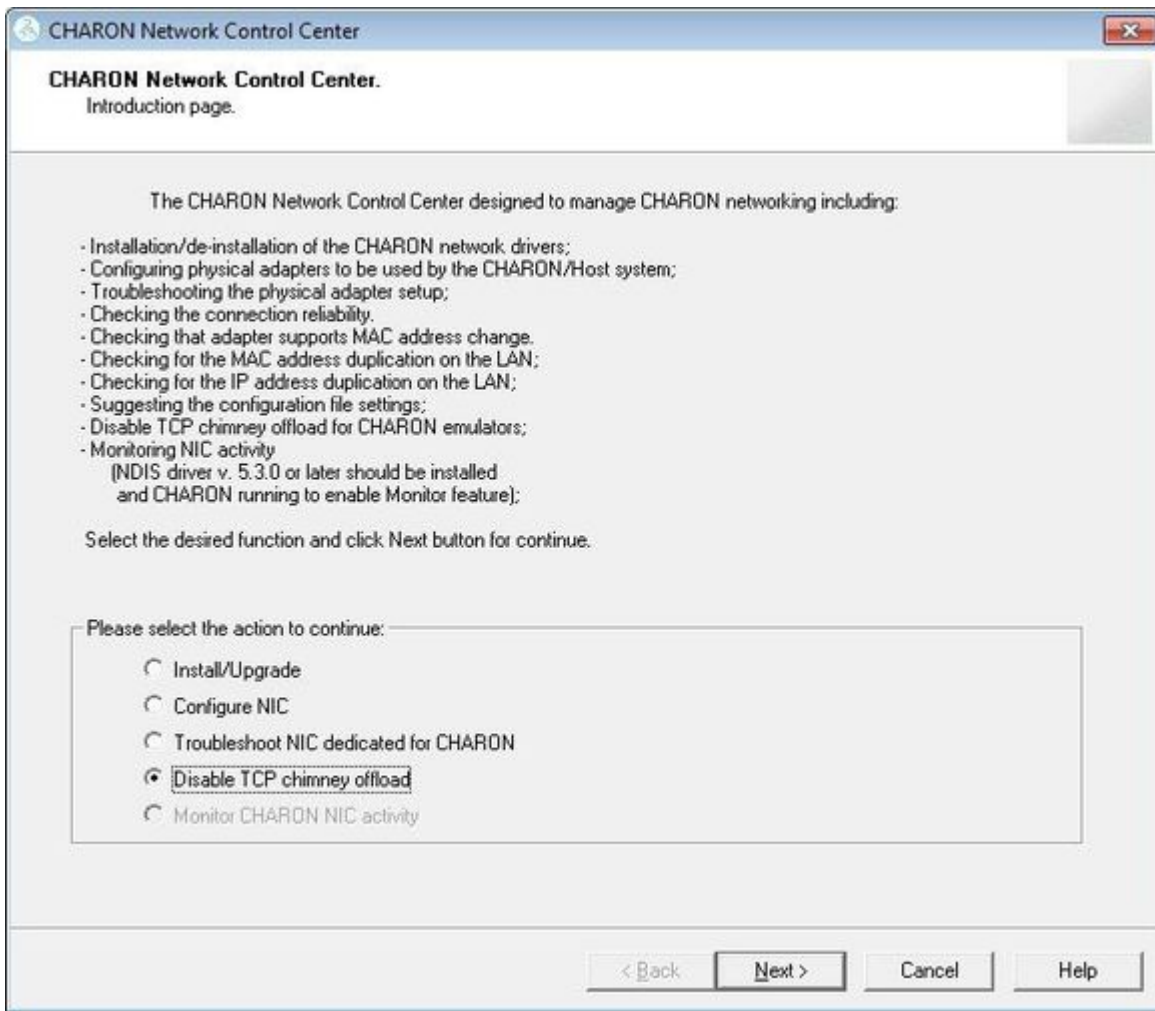 CHARON Network Control Center
CHARON Network Control Center.
Introduction page.
The CHARON Network Control Center designed to manage CHARON networking including:
- Installation/de-installation of the CHARON network drivers;
- Configuring physical adapters to be used by the CHARON/Host system;
- Troubleshooting the physical adapter setup;
- Checking the connection reliability.
- Checking that adapter supports MAC address change.
- Checking for the MAC address duplication on the LAN;
- Checking for the IP address duplication on the LAN;
- Suggesting the configuration file settings;
- Disable TCP chimney offload for CHARON emulators;
- Monitoring NIC activity
(NDIS driver v. 5.3.0 or later should be installed
and CHARON running to enable Monitor feature);
Select the desired function and click Next button for continue.
Please select the action to continue:
Install/Upgrade
Configure NIC
Troubleshoot NIC dedicated for CHARON
Disable TCP chimney offload
Monitor CHARON NIC activity
< Back
Next >
Cancel
Help